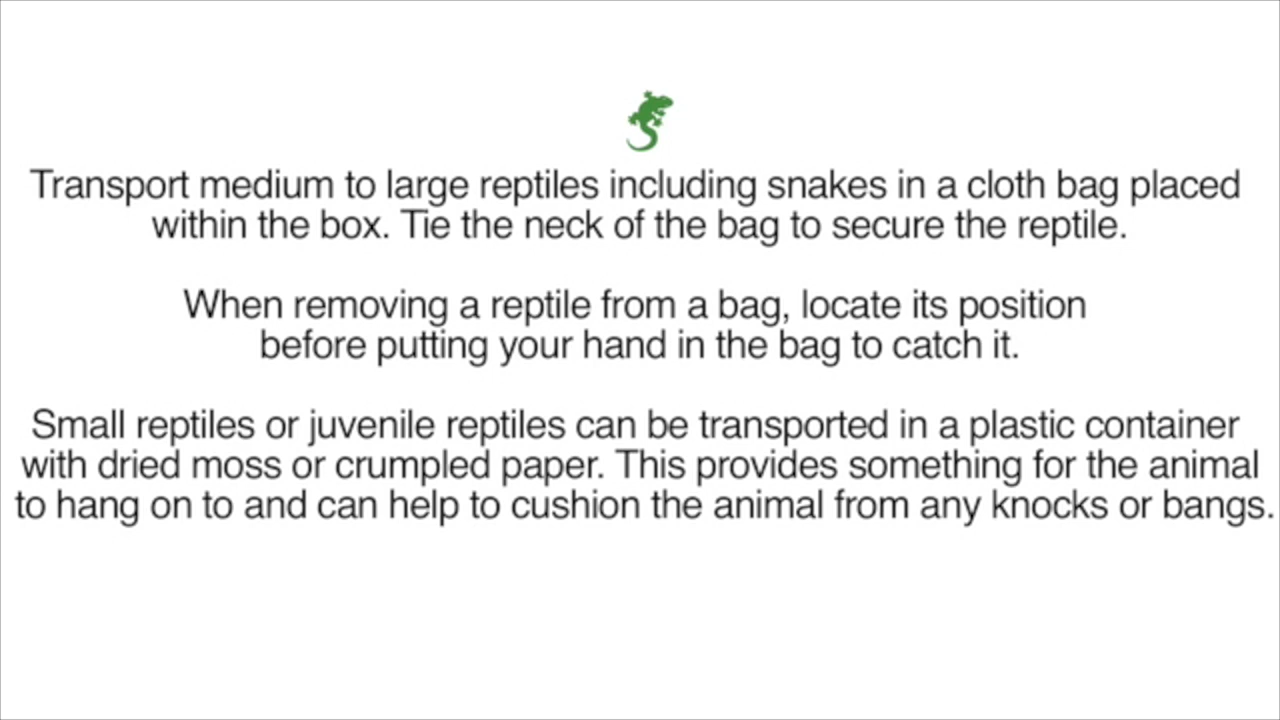 Transport medium to large reptiles including snakes in a cloth bag placed
within the box. Tie the neck of the bag to secure the reptile.
When removing a reptile from a bag, locate its position
before putting your hand in the bag to catch it.
Small reptiles or juvenile reptiles can be transported in a plastic container
with dried moss or crumpled paper. This provides something for the animal
to hang on to and can help to cushion the animal from any knocks or bangs.